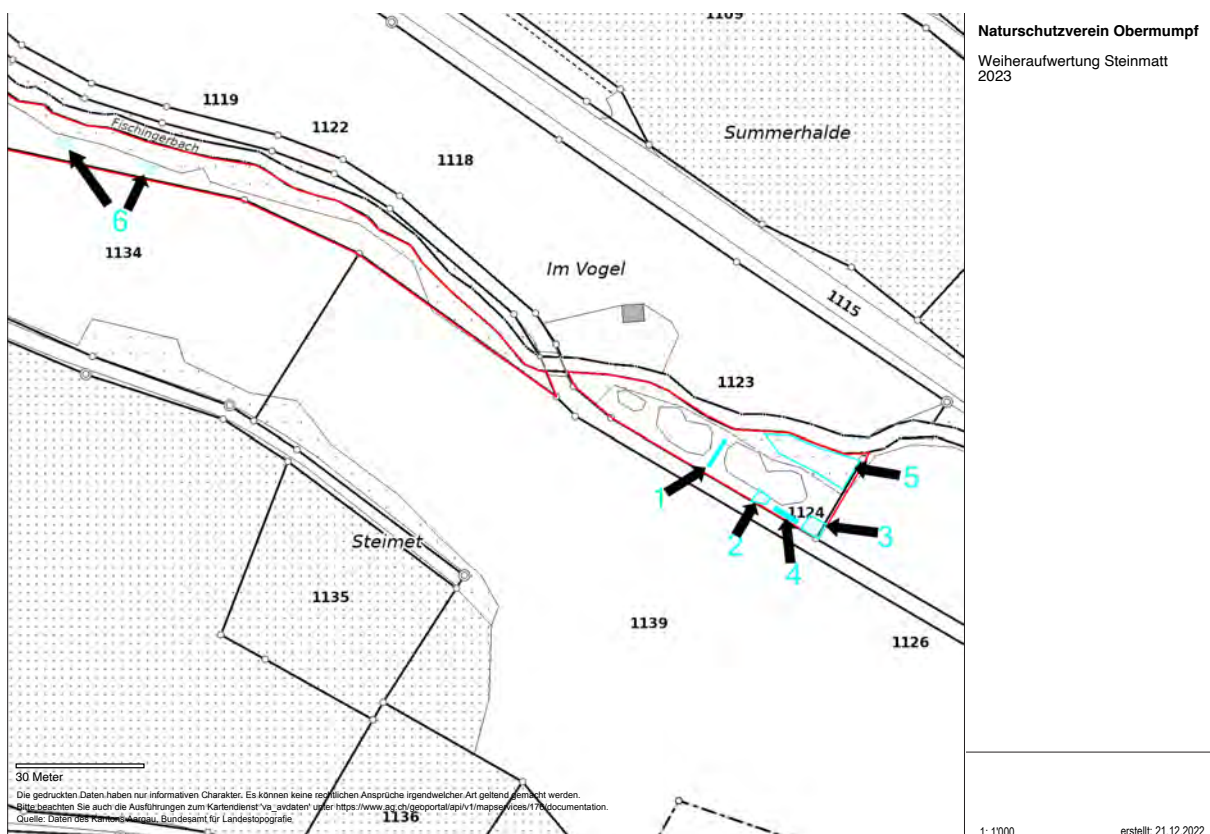 Naturschutzverein Obermumpf
Weiheraufwertung Steinmatt
2023
1109
1119
1122
1118
Summerhalde
Fischingerbach
6
1134
Im Vogel
1115
1123
5
1
1124
2
3
4
Steimet
1135
1139
1126
30 Meter
Die gedruckten Daten haben nur informativen Charakter. Es können keine rechtlichen Ansprüche irgendwelcher Art geltend gemacht werden.
Bitte beachten Sie auch die Ausführungen zum Kartendienst 'va_avdaten' unter https://www.ag.ch/geoportal/api/v1/mapservices/176/documentation.
Quelle: Daten des Kantons Aargau, Bundesamt für Landestopografie
1136
1: 1'000
erstellt: 21.12.2022